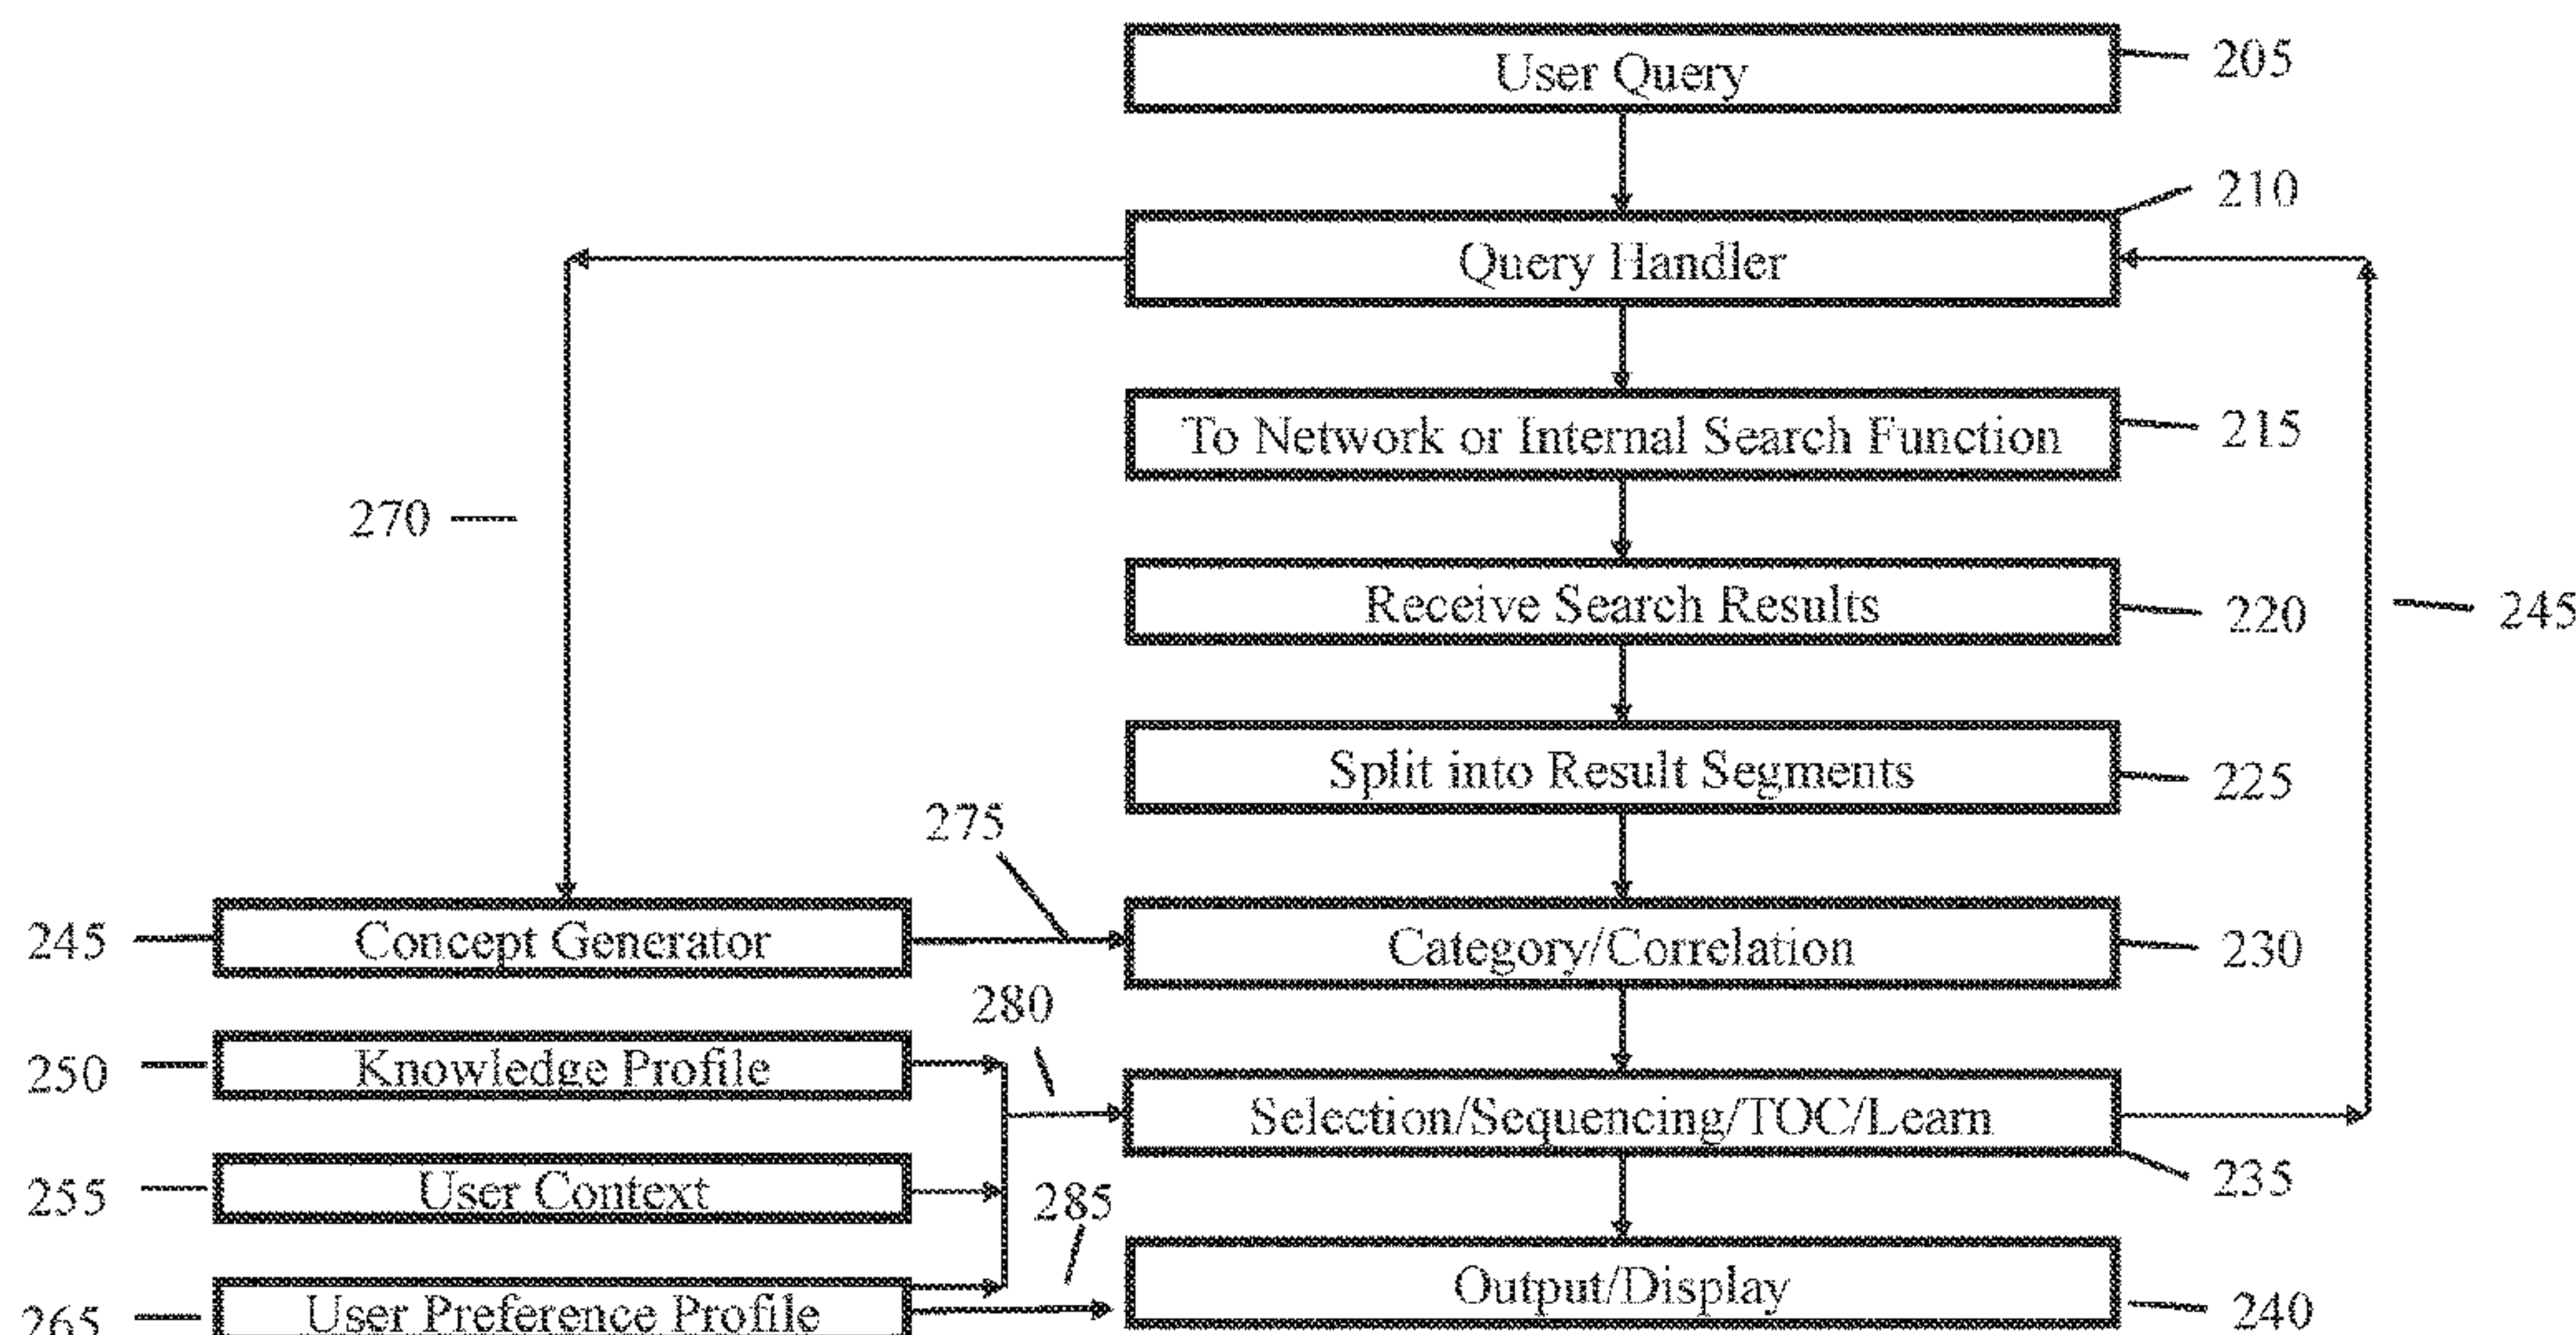 User Query
205
210
Query Handler
To Network or Internal Search Function
215
270
Receive Search Results
220
245
Split into Result Segments
225
275
245
Concept Generator
Category/Correlation
230
280
250
Knowledge Profile
Selection/Sequencing/TOC/Learn
235
255
User Context
285
265
User Preference Profile
Output/Display
240